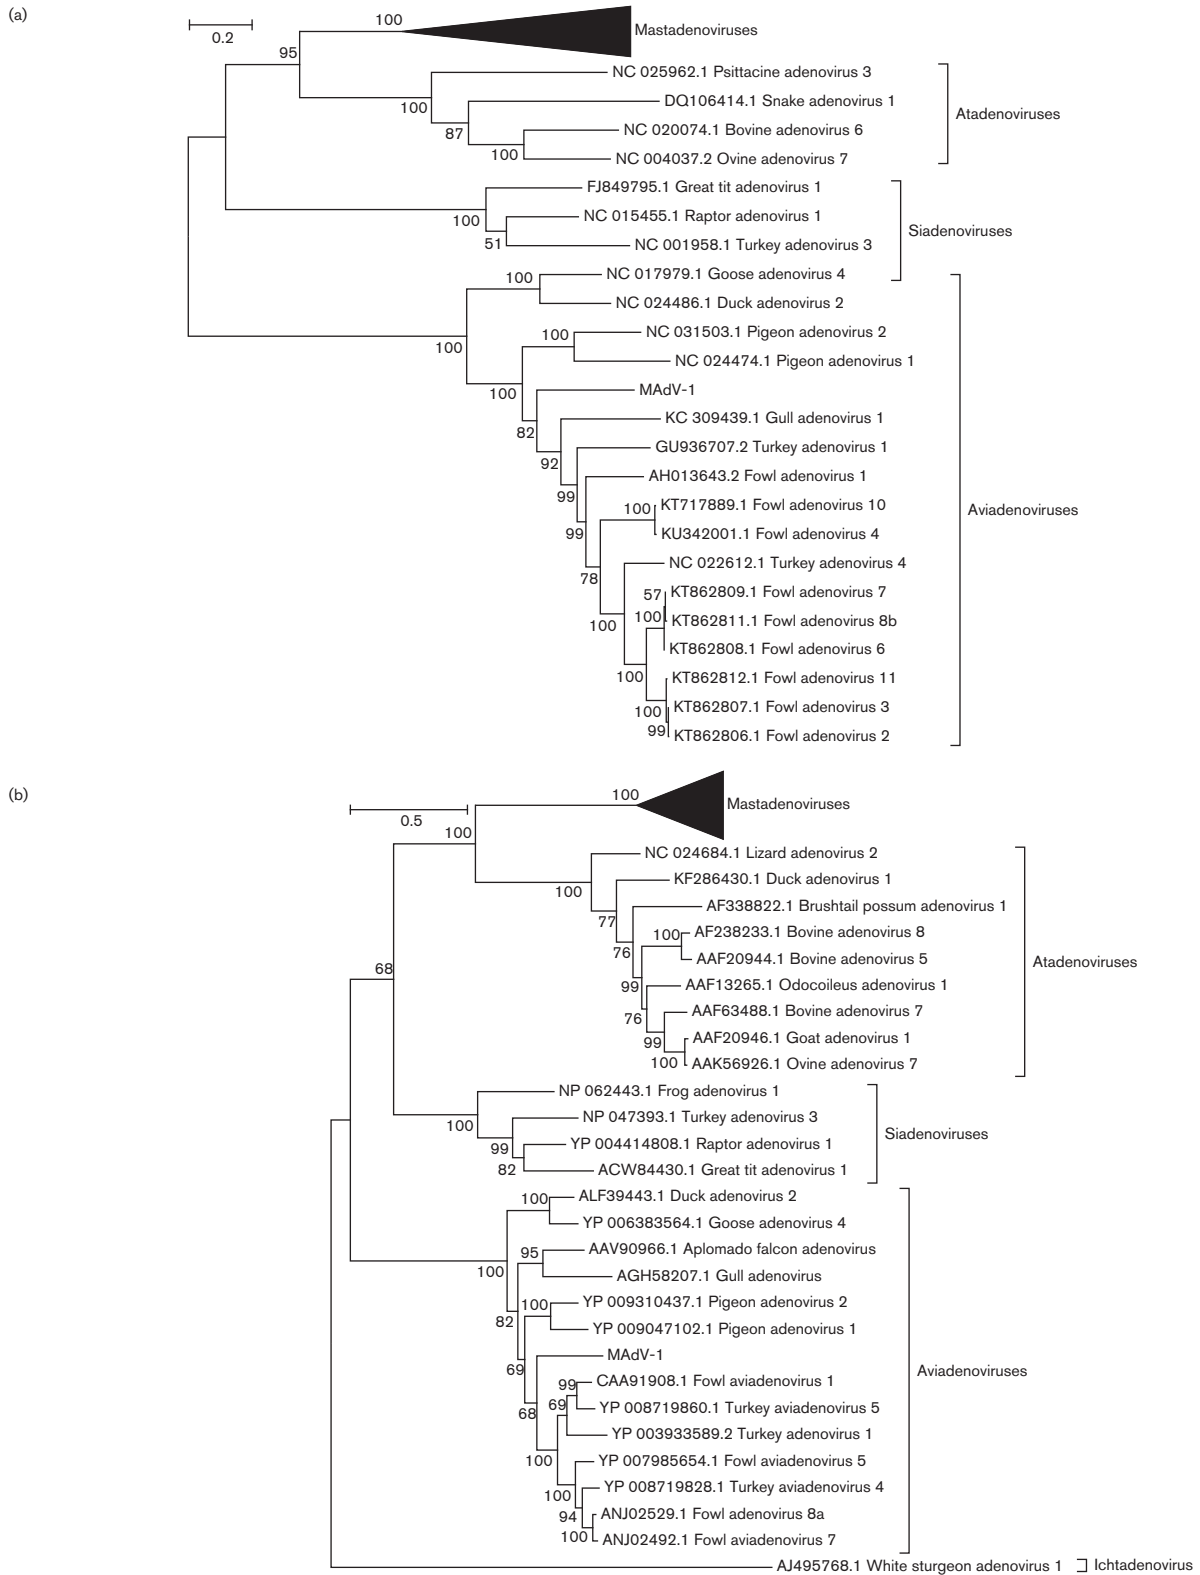 (a)
0.2
100
Mastadenoviruses
95
NC 025962.1 Psittacine adenovirus 3
100
DQ106414.1 Snake adenovirus 1
Atadenoviruses
87
NC 020074.1 Bovine adenovirus 6
100
NC 004037.2 Ovine adenovirus 7
FJ849795.1 Great tit adenovirus 1
100
NC 015455.1 Raptor adenovirus 1
Siadenoviruses
51
NC 001958.1 Turkey adenovirus 3
100
NC 017979.1 Goose adenovirus 4
NC 024486.1 Duck adenovirus 2
100
100
NC 031503.1 Pigeon adenovirus 2
NC 024474.1 Pigeon adenovirus 1
100
MAdV-1
82
KC 309439.1 Gull adenovirus 1
92
GU936707.2 Turkey adenovirus 1
99
AH013643.2 Fowl adenovirus 1
99
100
KT717889.1 Fowl adenovirus 10
Aviadenoviruses
KU342001.1 Fowl adenovirus 4
78
NC 022612.1 Turkey adenovirus 4
57
KT862809.1 Fowl adenovirus 7
100
100
KT862811.1 Fowl adenovirus 8b
KT862808.1 Fowl adenovirus 6
100
KT862812.1 Fowl adenovirus 11
100
KT862807.1 Fowl adenovirus 3
99
KT862806.1 Fowl adenovirus 2
(b)
0.5
100
Mastadenoviruses
100
NC 024684.1 Lizard adenovirus 2
100
KF286430.1 Duck adenovirus 1
77
AF338822.1 Brushtail possum adenovirus 1
76
100
AF238233.1 Bovine adenovirus 8
AAF20944.1 Bovine adenovirus 5
Atadenoviruses
68
99
AAF13265.1 Odocoileus adenovirus 1
76
AAF63488.1 Bovine adenovirus 7
99
AAF20946.1 Goat adenovirus 1
100
AAK56926.1 Ovine adenovirus 7
NP 062443.1 Frog adenovirus 1
100
NP 047393.1 Turkey adenovirus 3
Siadenoviruses
99
YP 004414808.1 Raptor adenovirus 1
82
ACW84430.1 Great tit adenovirus 1
100
ALF39443.1 Duck adenovirus 2
YP 006383564.1 Goose adenovirus 4
100
95
AAV90966.1 Aplomado falcon adenovirus
AGH58207.1 Gull adenovirus
82
100
YP 009310437.1 Pigeon adenovirus 2
YP 009047102.1 Pigeon adenovirus 1
69
MAdV-1
Aviadenoviruses
68
99
CAA91908.1 Fowl aviadenovirus 1
69
YP 008719860.1 Turkey aviadenovirus 5
YP 003933589.2 Turkey adenovirus 1
100
YP 007985654.1 Fowl aviadenovirus 5
100
YP 008719828.1 Turkey aviadenovirus 4
94
ANJ02529.1 Fowl adenovirus 8a
100
ANJ02492.1 Fowl aviadenovirus 7
AJ495768.1 White sturgeon adenovirus 1
Ichtadenovirus